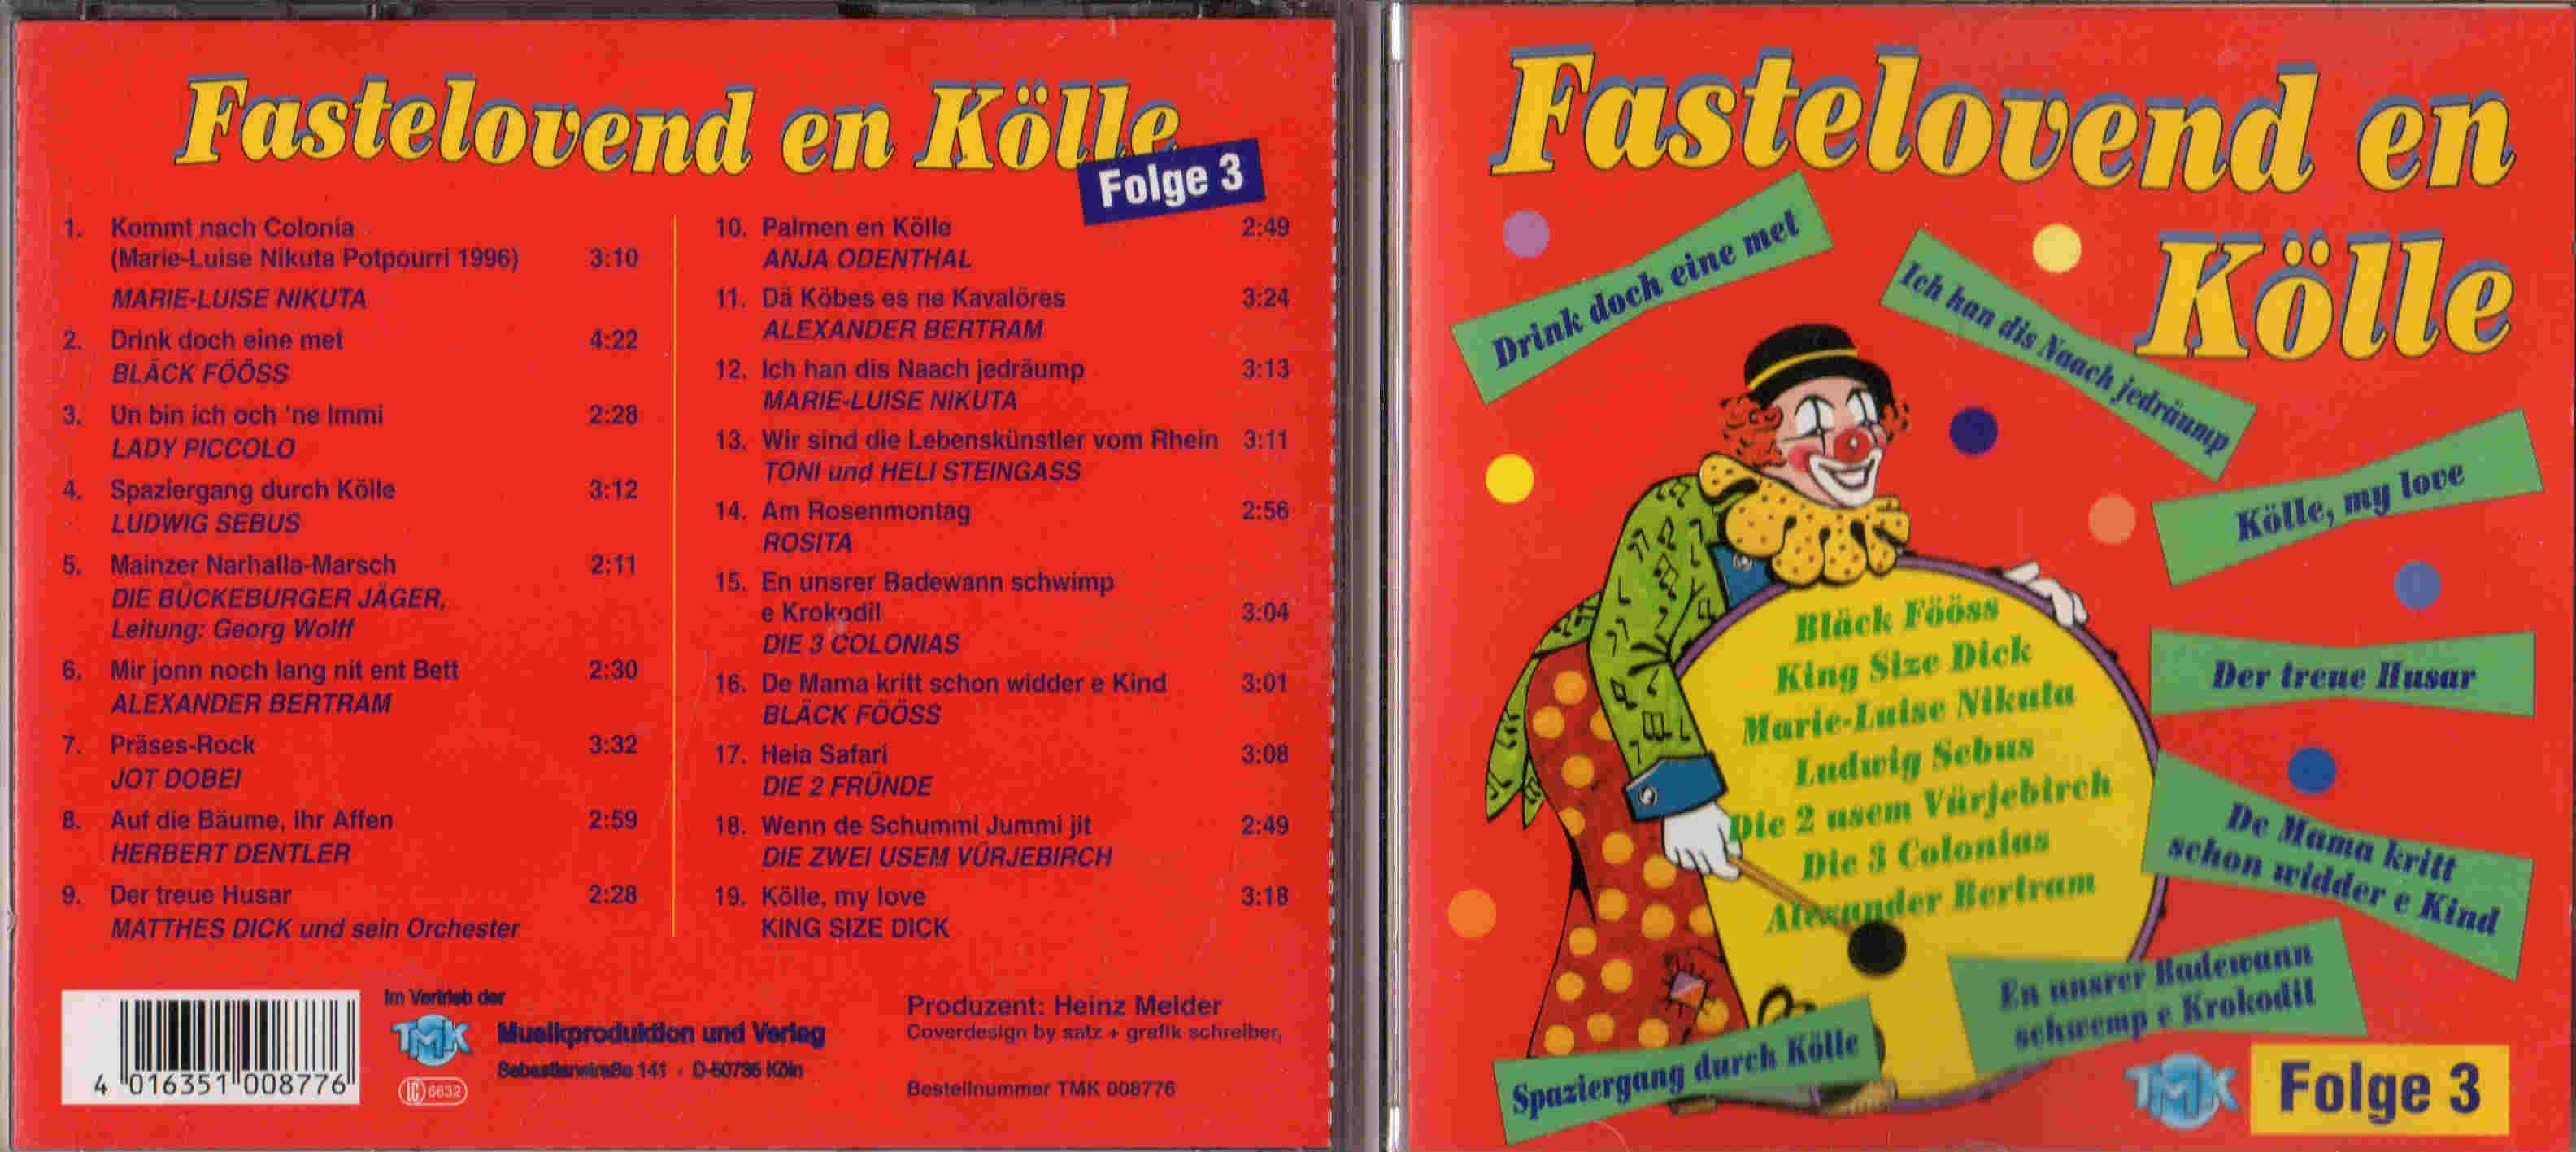 Fastelovend en Kölle
Folge 3
1. Kommt nach Colonia
(Marie-Luise Nikuta Potpourri 1996) 3:10
MARIE-LUISE NIKUTA
2. Drink doch eine met 4:22
BLÄCK FÖÖSS
3. Un bin ich och 'ne Immi 2:28
LADY PICCOLO
4. Spaziergang durch Kölle 3:12
LUDWIG SEBUS
5. Mainzer Narhalla-Marsch 2:11
DIE BÜCKEBURGER JÄGER,
Leitung: Georg Wolff
6. Mir jonn noch lang nit ent Bett 2:30
ALEXANDER BERTRAM
7. Präses-Rock 3:32
JOT DOBEI
8. Auf die Bäume, ihr Affen 2:59
HERBERT DENTLER
9. Der treue Husar 2:28
MATTHES DICK und sein Orchester
10. Palmen en Kölle 2:49
ANJA ODENTHAL
11. Dä Köbes es ne Kavalöres 3:24
ALEXANDER BERTRAM
12. Ich han dis Naach jedräump 3:13
MARIE-LUISE NIKUTA
13. Wir sind die Lebenskünstler vom Rhein 3:11
TONI und HELI STEINGASS
14. Am Rosenmontag 2:56
ROSITA
15. En unsrer Badewann schwimp
e Krokodil 3:04
DIE 3 COLONIAS
16. De Mama kritt schon widder e Kind 3:01
BLÄCK FÖÖSS
17. Heia Safari 3:08
DIE 2 FRÜNDE
18. Wenn de Schummi Jummi jit 2:49
DIE ZWEI USEM VÜRJEBIRCH
19. Kölle, my love 3:18
KING SIZE DICK
4 016351 008776
Im Vertrieb der
TMK Musikproduktion und Verlag
Sebastianstraße 141 · D-50735 Köln
LC 6632
Produzent: Heinz Melder
Coverdesign by satz + grafik schreiber,
Bestellnummer TMK 008776
Fastelovend en
Kölle
Drink doch eine met
Ich han dis Naach jedräump
Kölle, my love
Der treue Husar
De Mama kritt
schon widder e Kind
En unsrer Badewann
schwemp e Krokodil
Spaziergang durch Kölle
Bläck Fööss
King Size Dick
Marie-Luise Nikuta
Ludwig Sebus
Die 2 usem Vürjebirch
Die 3 Colonias
Alexander Bertram
TMK
Folge 3